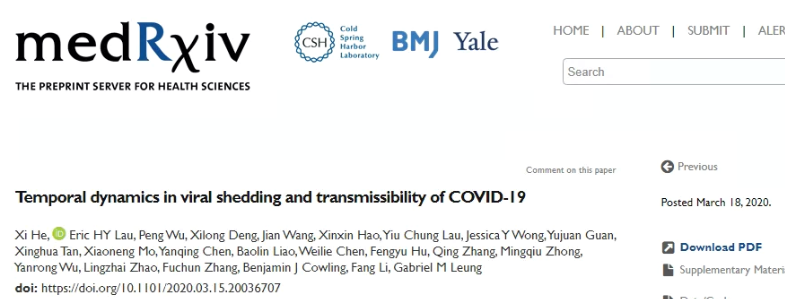 medRxiv
THE PREPRINT SERVER FOR HEALTH SCIENCES
CSH
Cold
Spring
Harbor
Laboratory
BMJ Yale
HOME | ABOUT | SUBMIT | ALER
Search
Comment on this paper
Previous
Temporal dynamics in viral shedding and transmissibility of COVID-19
Posted March 18, 2020.
Xi He, iD Eric HY Lau, Peng Wu, Xilong Deng, Jian Wang, Xinxin Hao, Yiu Chung Lau, Jessica Y Wong, Yujuan Guan,
Xinghua Tan, Xiaoneng Mo, Yanqing Chen, Baolin Liao, Weilie Chen, Fengyu Hu, Qing Zhang, Mingqiu Zhong,
Yanrong Wu, Lingzhai Zhao, Fuchun Zhang, Benjamin J Cowling, Fang Li, Gabriel M Leung
doi: https://doi.org/10.1101/2020.03.15.20036707
Download PDF
Supplementary Materi